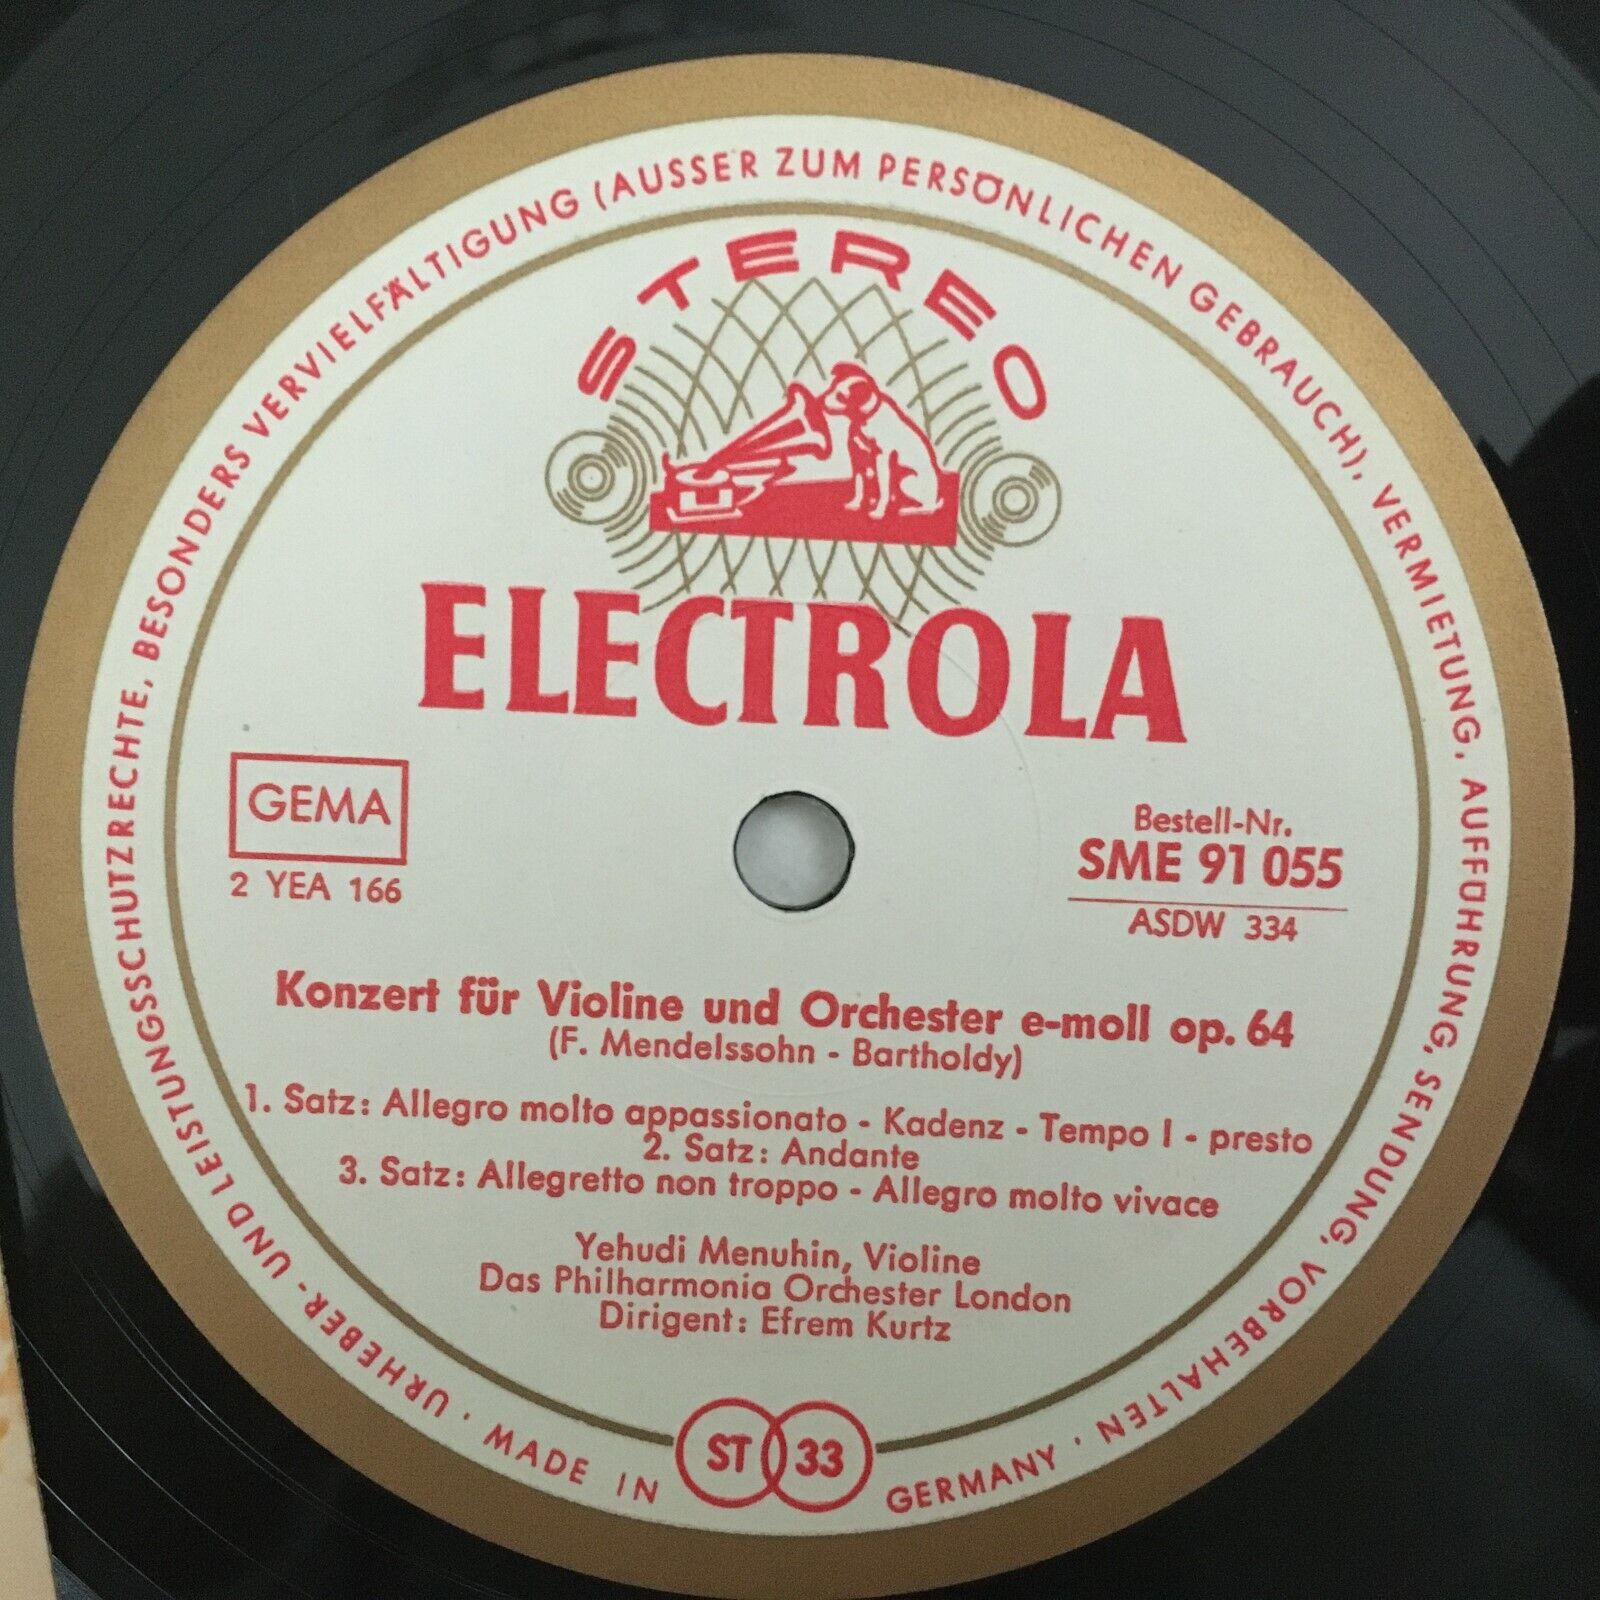 URHEBER- UND LEISTUNGSSCHUTZRECHTE, BESONDERS VERVIELFÄLTIGUNG (AUSSER ZUM PERSÖNLICHEN GEBRAUCH), VERMIETUNG, AUFFÜHRUNG, SENDUNG, VORBEHALTEN ·
STEREO
ELECTROLA
GEMA
2 YEA 166
Bestell-Nr.
SME 91 055
ASDW 334
Konzert für Violine und Orchester e-moll op. 64
(F. Mendelssohn - Bartholdy)
1. Satz: Allegro molto appassionato - Kadenz - Tempo I - presto
2. Satz: Andante
3. Satz: Allegretto non troppo - Allegro molto vivace
Yehudi Menuhin, Violine
Das Philharmonia Orchester London
Dirigent: Efrem Kurtz
ST 33
· MADE IN GERMANY